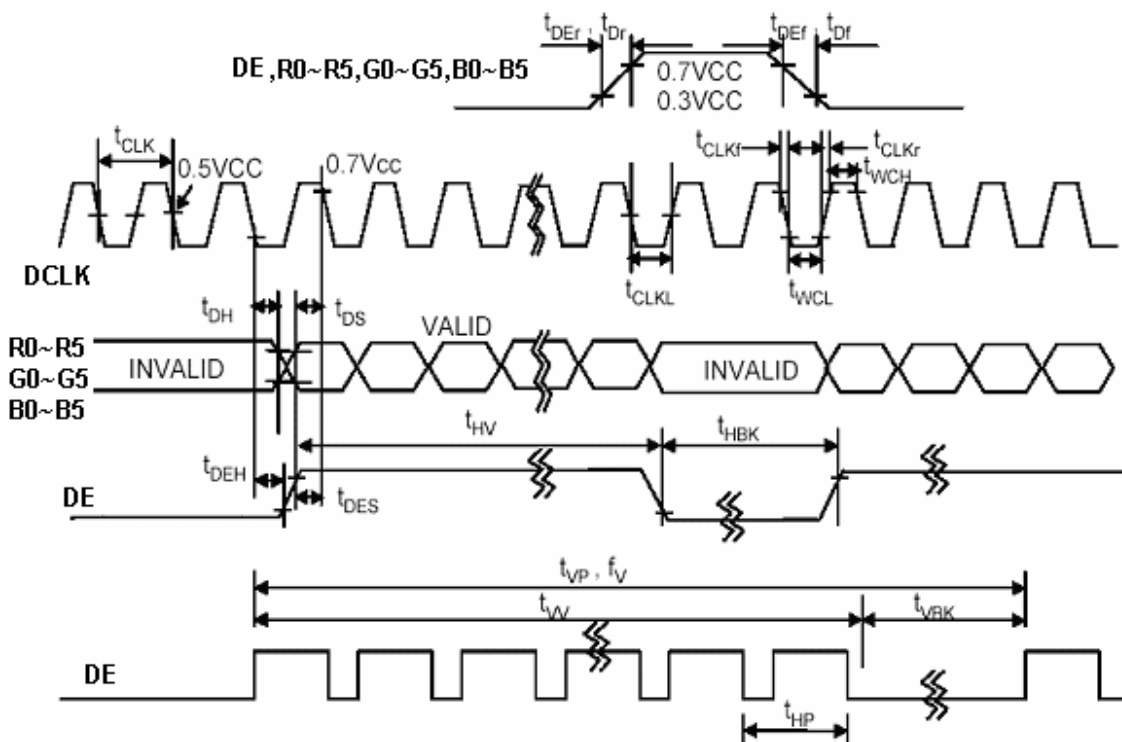 tDEr , tDr
tDEf , tDf
DE ,R0~R5,G0~G5,B0~B5
0.7VCC
0.3VCC
tCLK
0.5VCC
0.7Vcc
tCLKf
tCLKr
tWCH
DCLK
tCLKL
tWCL
tDH
tDS
VALID
R0~R5
G0~G5
B0~B5
INVALID
INVALID
tHV
tHBK
tDEH
tDES
DE
tVP , fV
tVV
tVBK
DE
tHP